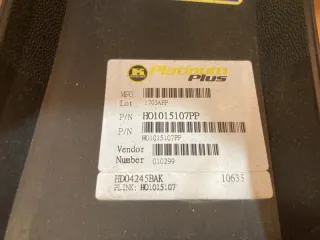 K Platinum Plus
MFG
Lot 1703APP
P/N HO1015107PP
P/N
HO1015107PP
Vendor
Number 010299
HD04245BAK 10635
PLINK: HO1015107